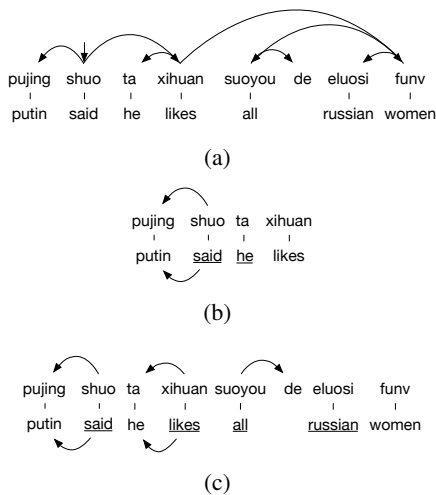 pujing shuo ta xihuan suoyou de eluosi funv
putin said he likes all russian women
(a)
pujing shuo ta xihuan
putin said he likes
(b)
pujing shuo ta xihuan suoyou de eluosi funv
putin said he likes all russian women
(c)